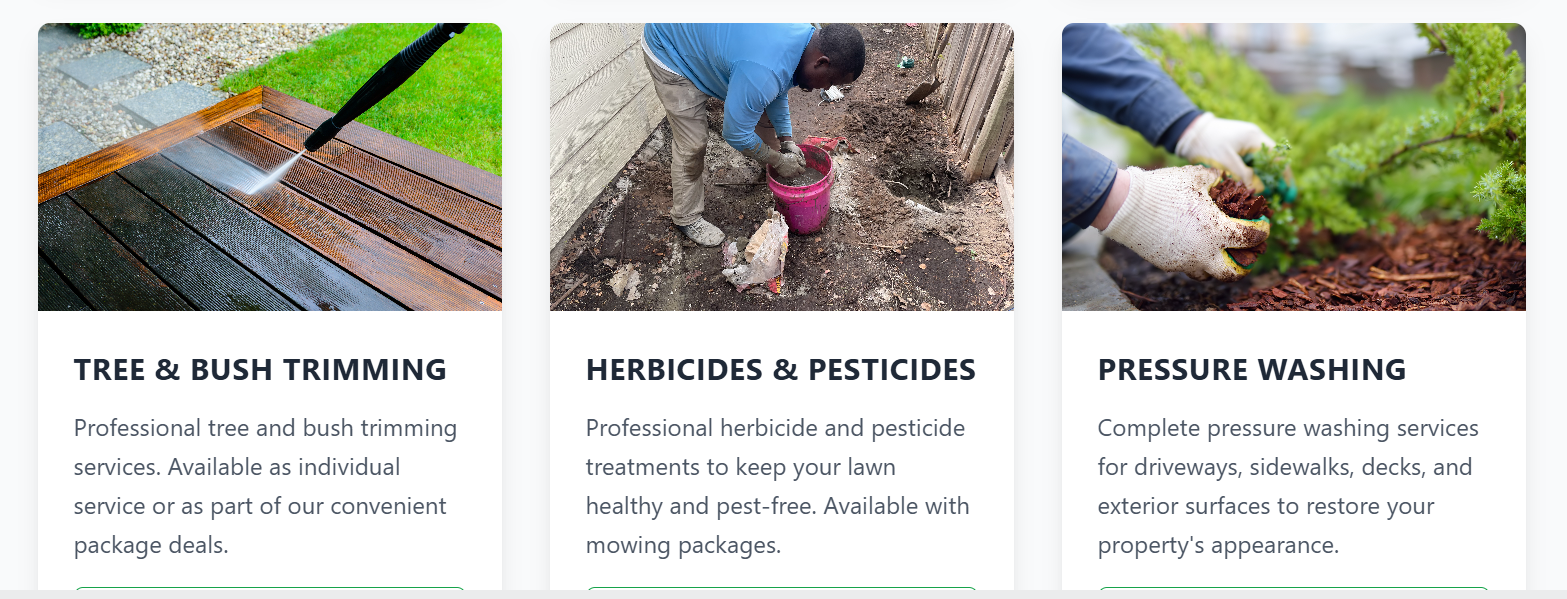 TREE & BUSH TRIMMING
Professional tree and bush trimming
services. Available as individual
service or as part of our convenient
package deals.
HERBICIDES & PESTICIDES
Professional herbicide and pesticide
treatments to keep your lawn
healthy and pest-free. Available with
mowing packages.
PRESSURE WASHING
Complete pressure washing services
for driveways, sidewalks, decks, and
exterior surfaces to restore your
property's appearance.